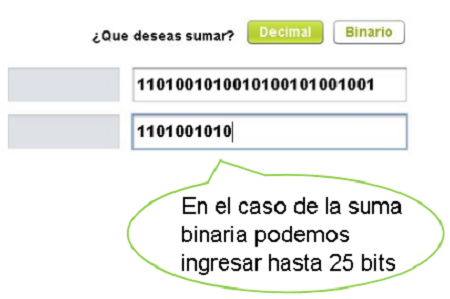 ¿Que deseas sumar? Decimal Binario
1101001010010100101001001
1101001010
En el caso de la suma
binaria podemos
ingresar hasta 25 bits